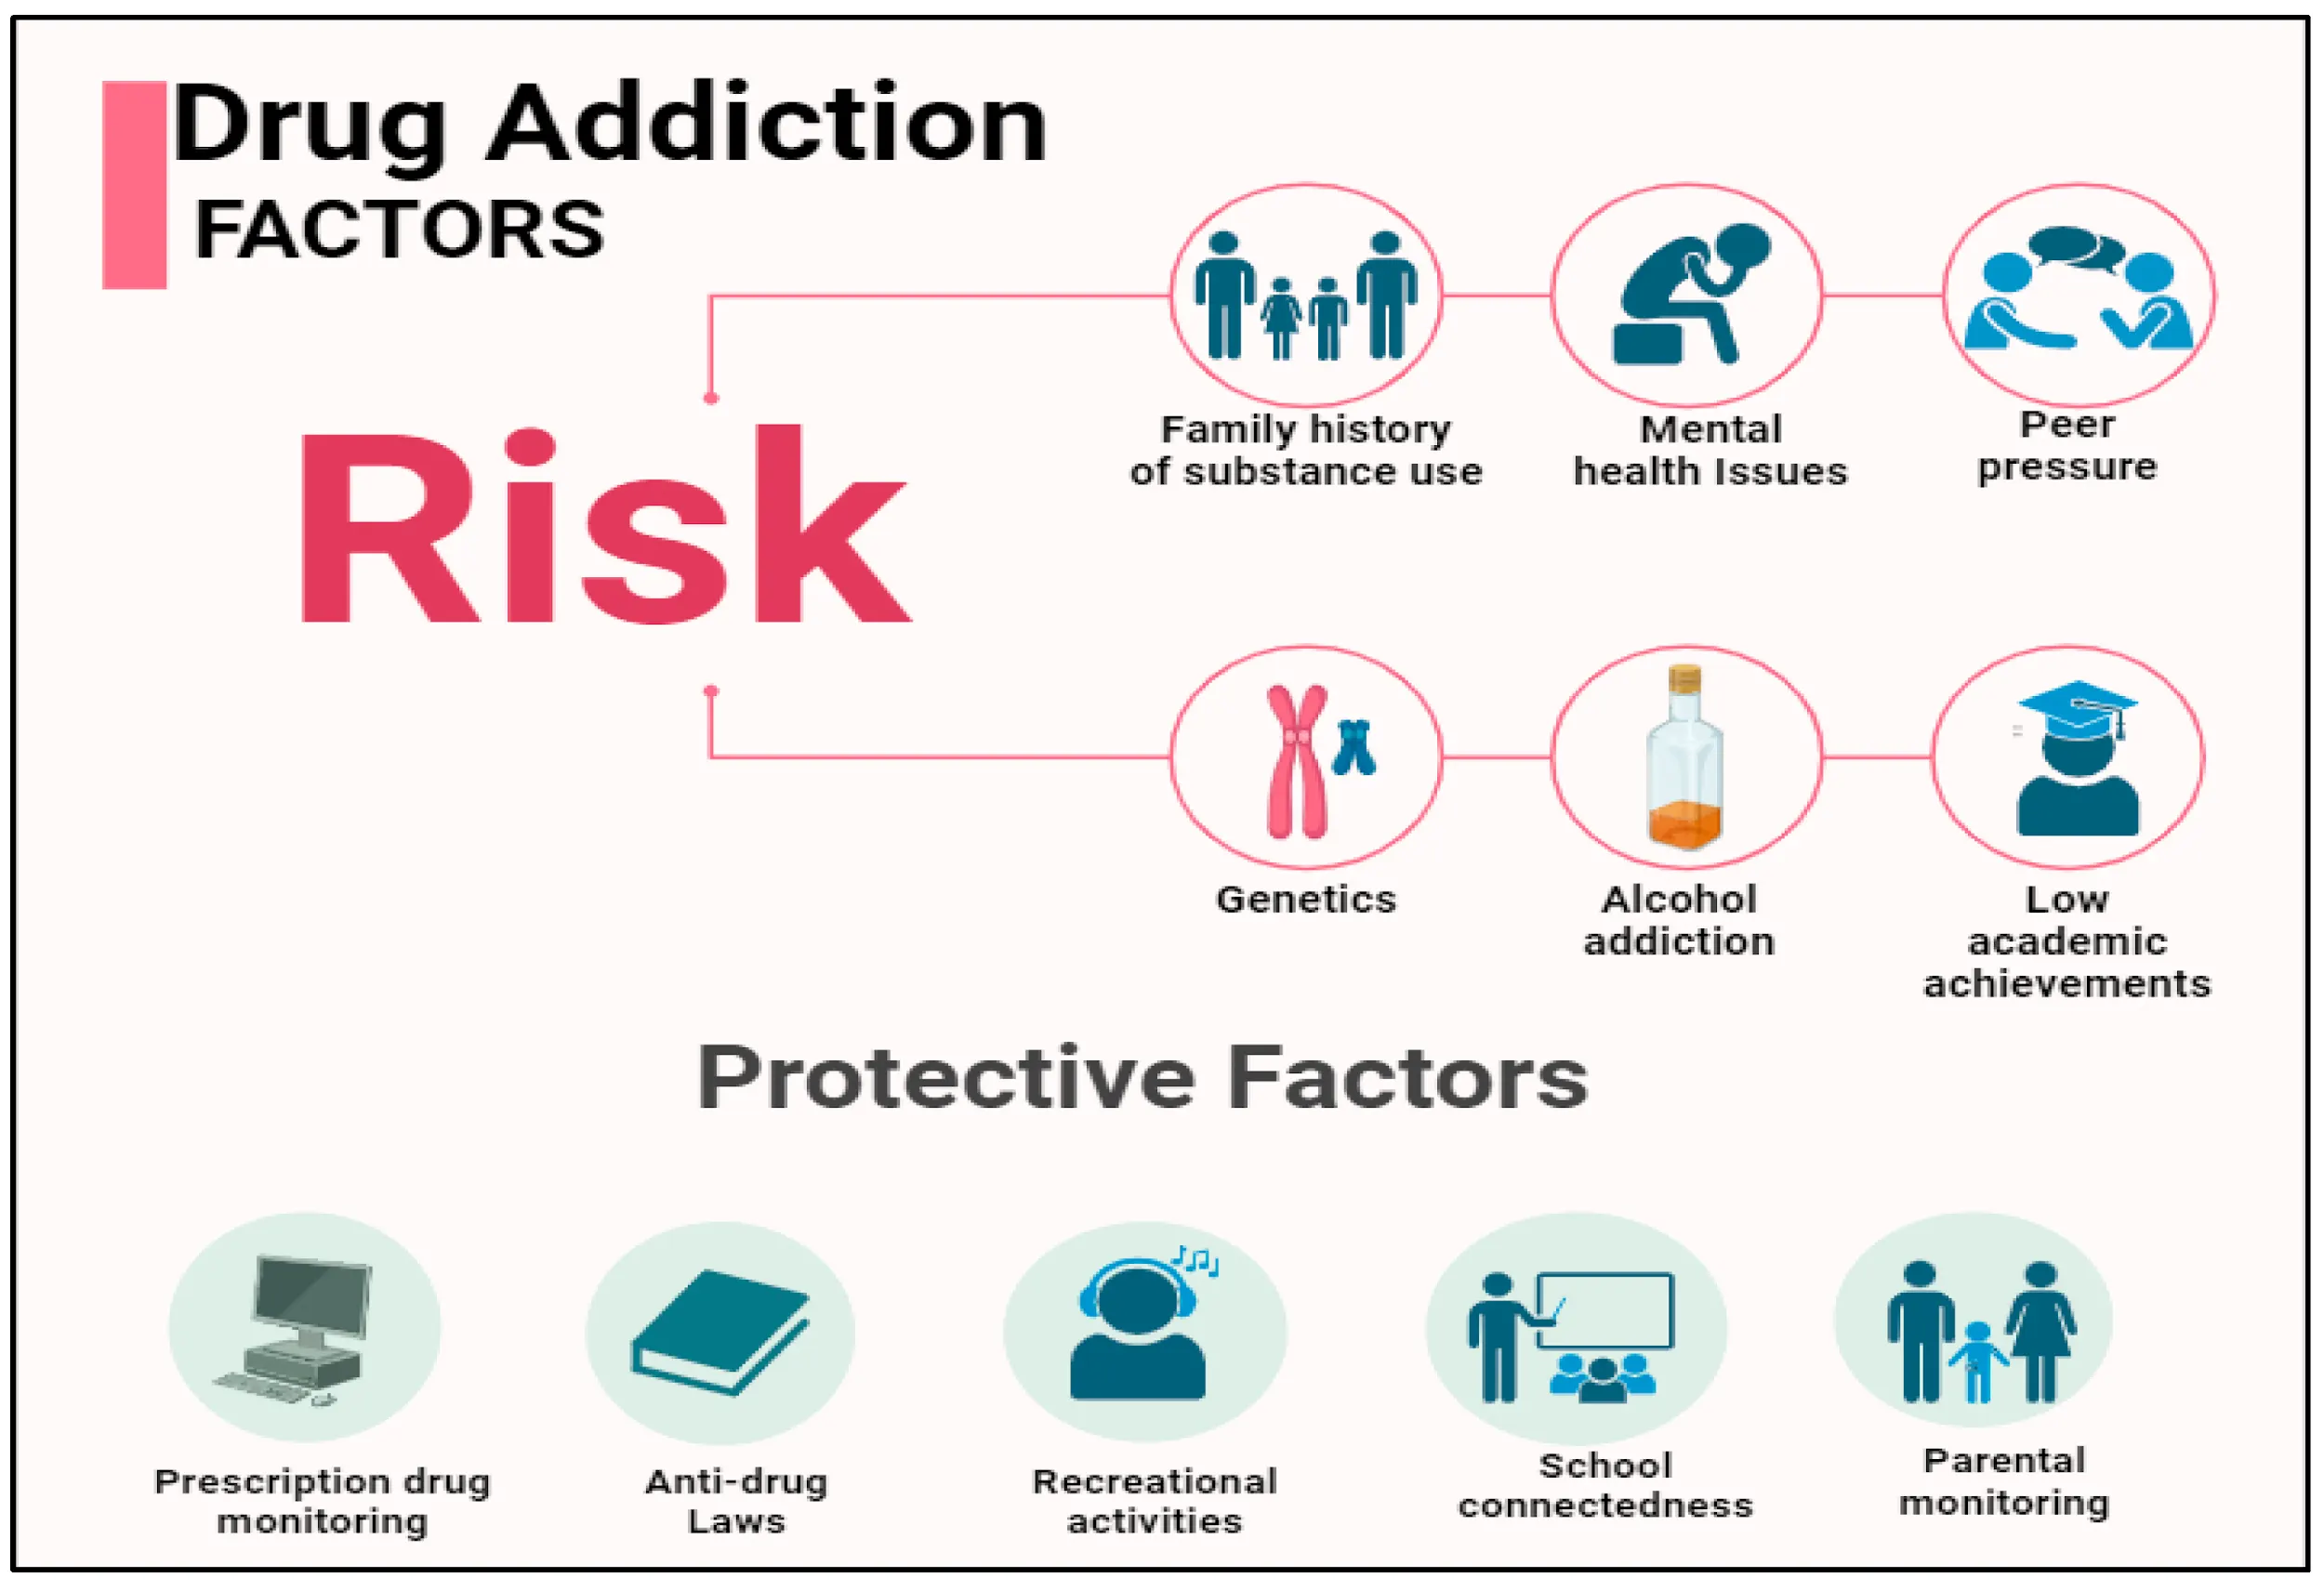 Drug Addiction
FACTORS
Risk
Family history
of substance use
Mental
health Issues
Peer
pressure
Genetics
Alcohol
addiction
Low
academic
achievements
Protective Factors
Prescription drug
monitoring
Anti-drug
Laws
Recreational
activities
School
connectedness
Parental
monitoring